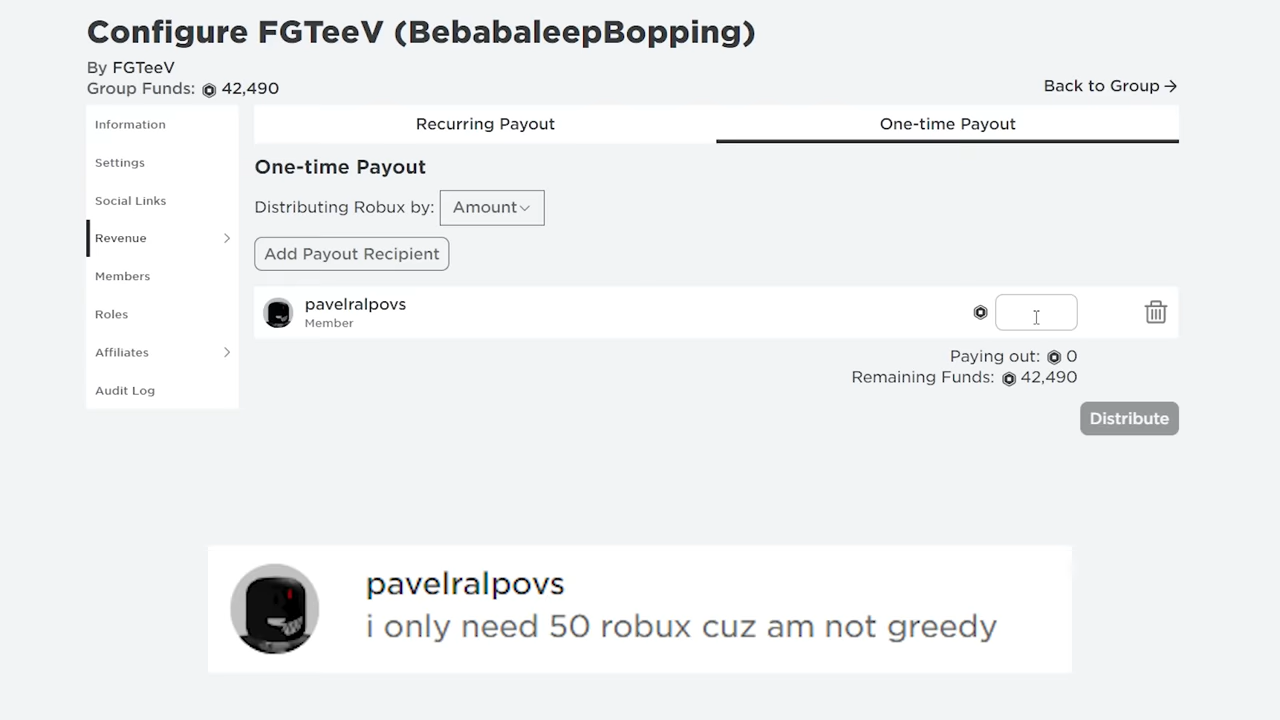 Configure FGTeeV (BebabaleepBopping)
By FGTeeV
Group Funds: 42,490
Back to Group →
Information
Settings
Social Links
Revenue
Members
Roles
Affiliates
Audit Log
Recurring Payout
One-time Payout
One-time Payout
Distributing Robux by: Amount
Add Payout Recipient
pavelralpovs
Member
Paying out: 0
Remaining Funds: 42,490
Distribute
pavelralpovs
i only need 50 robux cuz am not greedy